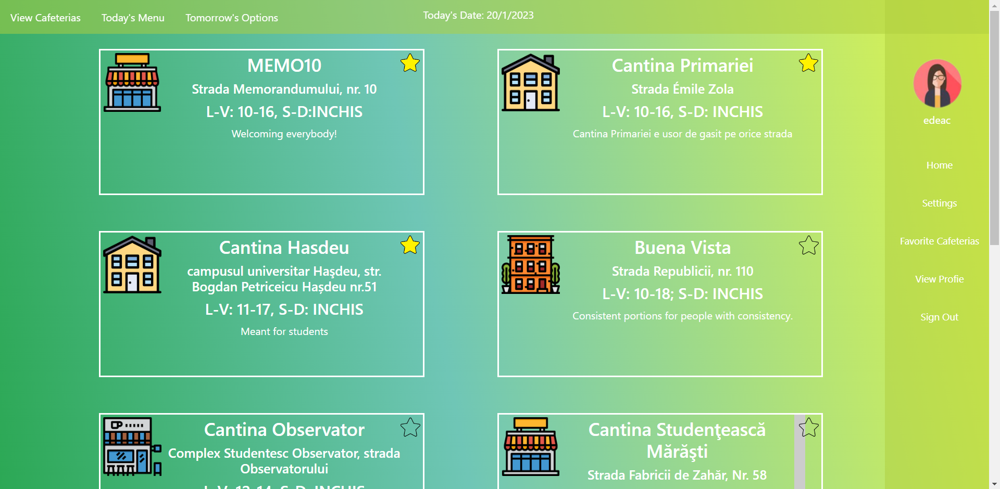 View Cafeterias
Today's Menu
Tomorrow's Options
Today's Date: 20/1/2023
MEMO10
Strada Memorandumului, nr. 10
L-V: 10-16, S-D:INCHIS
Welcoming everybody!
Cantina Primariei
Strada Émile Zola
L-V: 10-16, S-D: INCHIS
Cantina Primariei e usor de gasit pe orice strada
Cantina Hasdeu
campusul universitar Haşdeu, str.
Bogdan Petriceicu Hașdeu nr.51
L-V: 11-17, S-D: INCHIS
Meant for students
Buena Vista
Strada Republicii, nr. 110
L-V: 10-18; S-D: INCHIS
Consistent portions for people with consistency.
Cantina Observator
Complex Studentesc Observator, strada
Observatorului
Cantina Studenţească
Mărăşti
Strada Fabricii de Zahăr, Nr. 58
edeac
Home
Settings
Favorite Cafeterias
View Profie
Sign Out